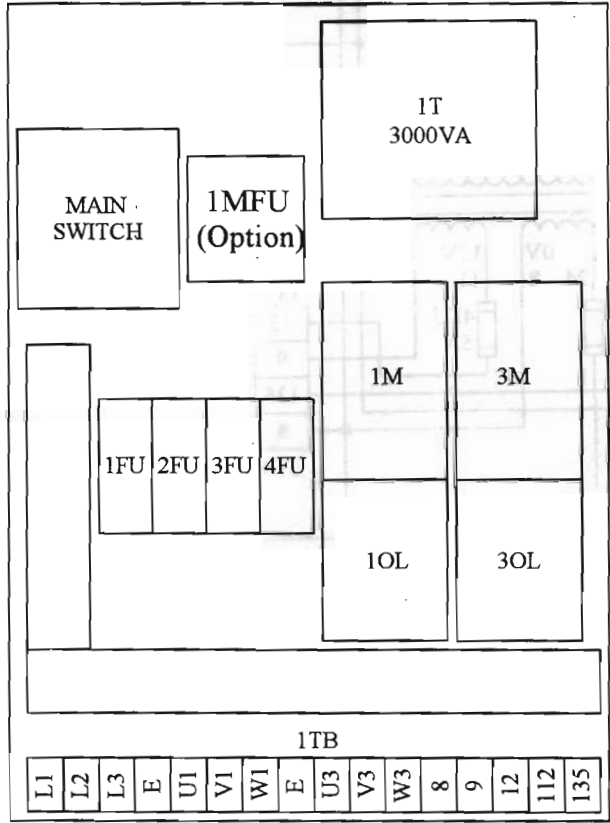 1T
3000VA
MAIN
SWITCH
1MFU
(Option)
1M
3M
1FU
2FU
3FU
4FU
1OL
3OL
1TB
L1
L2
L3
E
U1
V1
W1
E
U3
V3
W3
8
9
12
112
135